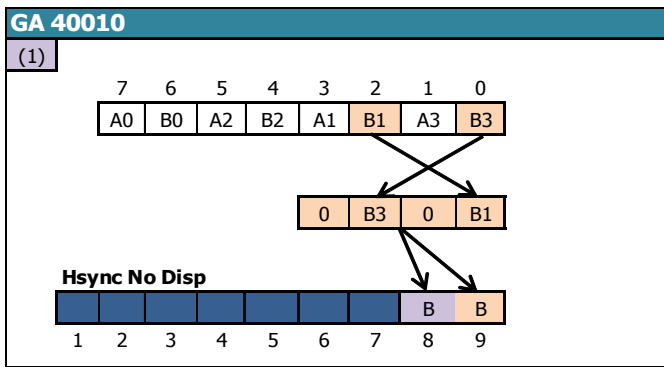 GA 40010
(1)
7 6 5 4 3 2 1 0
A0 B0 A2 B2 A1 B1 A3 B3
0 B3 0 B1
Hsync No Disp
B B
1 2 3 4 5 6 7 8 9